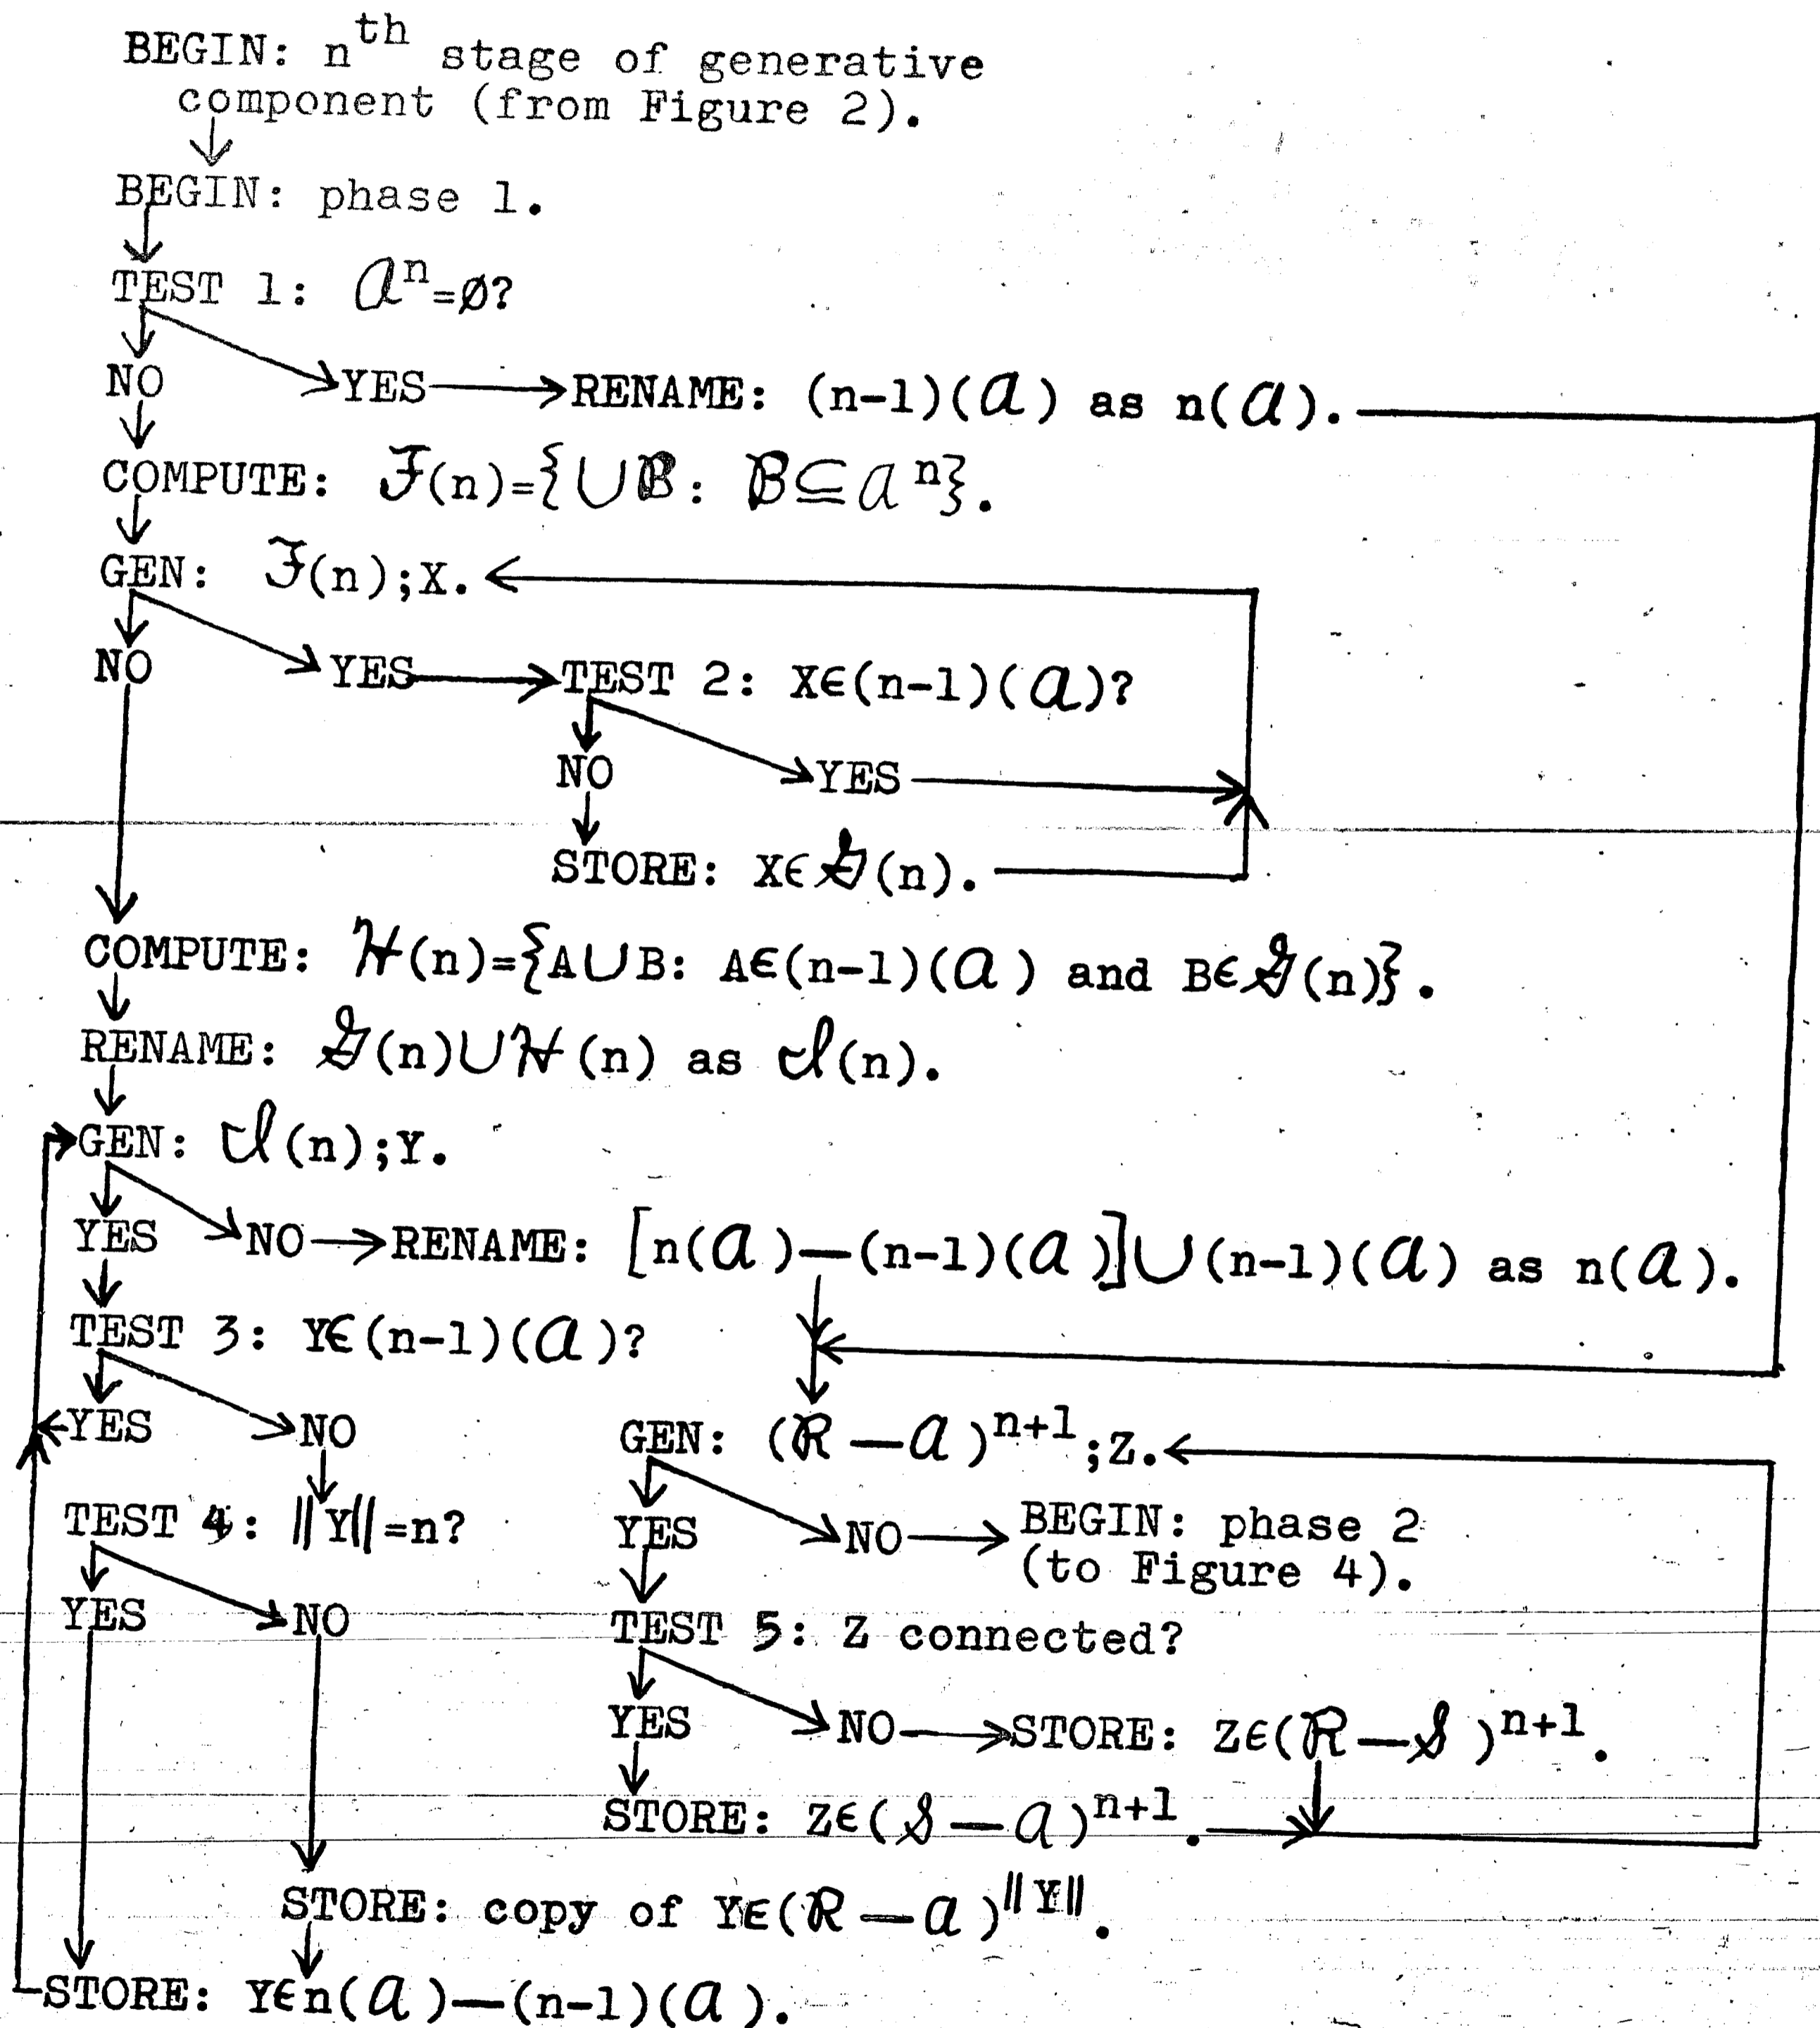 BEGIN: nth stage of generative
component (from Figure 2).
BEGIN: phase 1.
TEST 1: 𝒶ⁿ=∅?
NO YES RENAME: (n-1)(𝒶) as n(𝒶).
COMPUTE: ℱ(n)={⋃ℬ: ℬ⊆𝒶ⁿ}.
GEN: ℱ(n);X.
NO YES TEST 2: X∈(n-1)(𝒶)?
NO YES
STORE: X∈𝒢(n).
COMPUTE: ℋ(n)={A∪B: A∈(n-1)(𝒶) and B∈𝒢(n)}.
RENAME: 𝒢(n)∪ℋ(n) as ℐ(n).
GEN: ℐ(n);Y.
YES NO RENAME: [n(𝒶)—(n-1)(𝒶)]∪(n-1)(𝒶) as n(𝒶).
TEST 3: Y∈(n-1)(𝒶)?
YES NO GEN: (ℛ—𝒶)ⁿ⁺¹;Z.
TEST 4: ‖Y‖=n? YES NO BEGIN: phase 2
(to Figure 4).
YES NO TEST 5: Z connected?
YES NO STORE: Z∈(ℛ—𝒮)ⁿ⁺¹.
STORE: Z∈(𝒮—𝒶)ⁿ⁺¹.
STORE: copy of Y∈(ℛ—𝒶)‖Y‖.
STORE: Y∈n(𝒶)—(n-1)(𝒶).